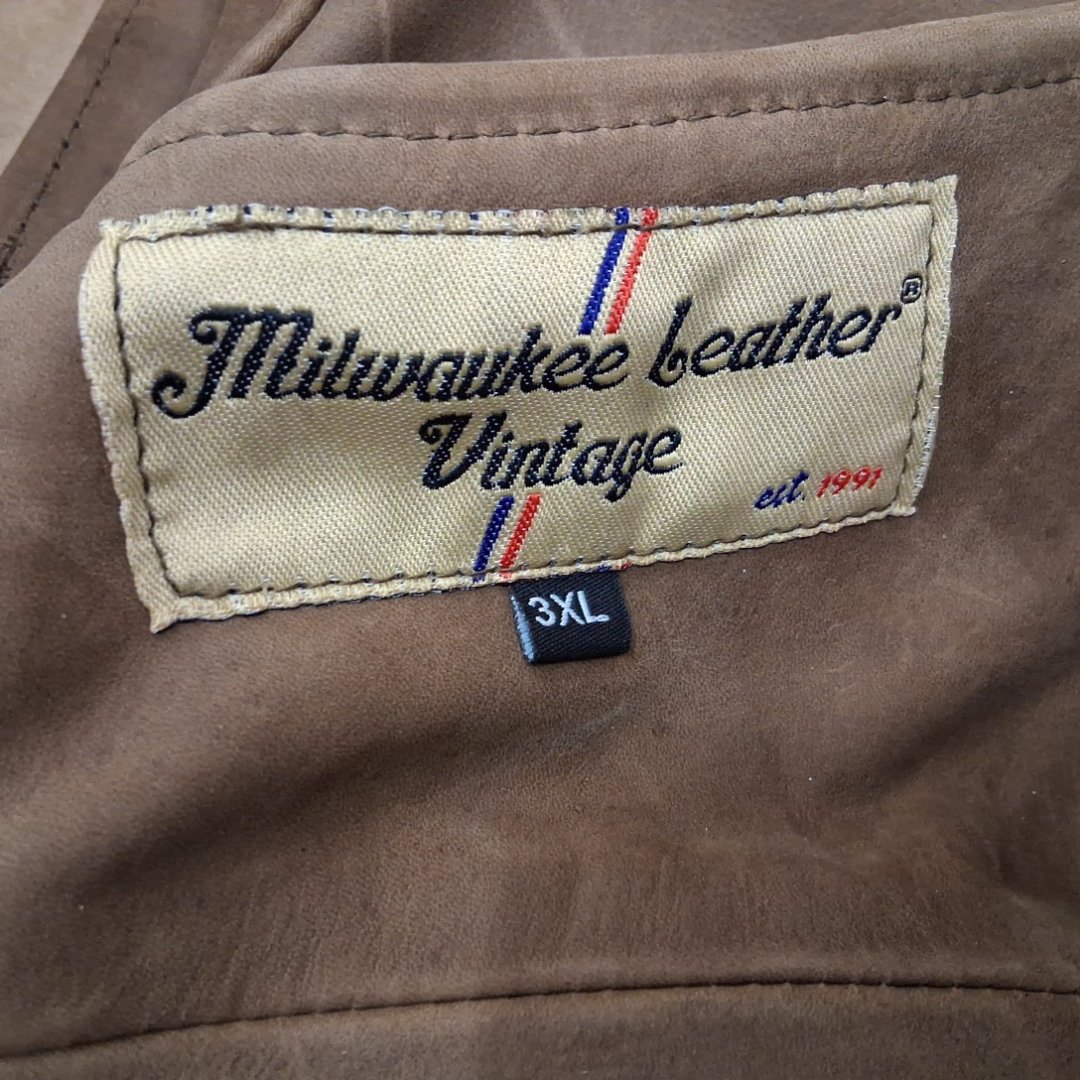 Milwaukee Leather®
Vintage
est. 1991
3XL